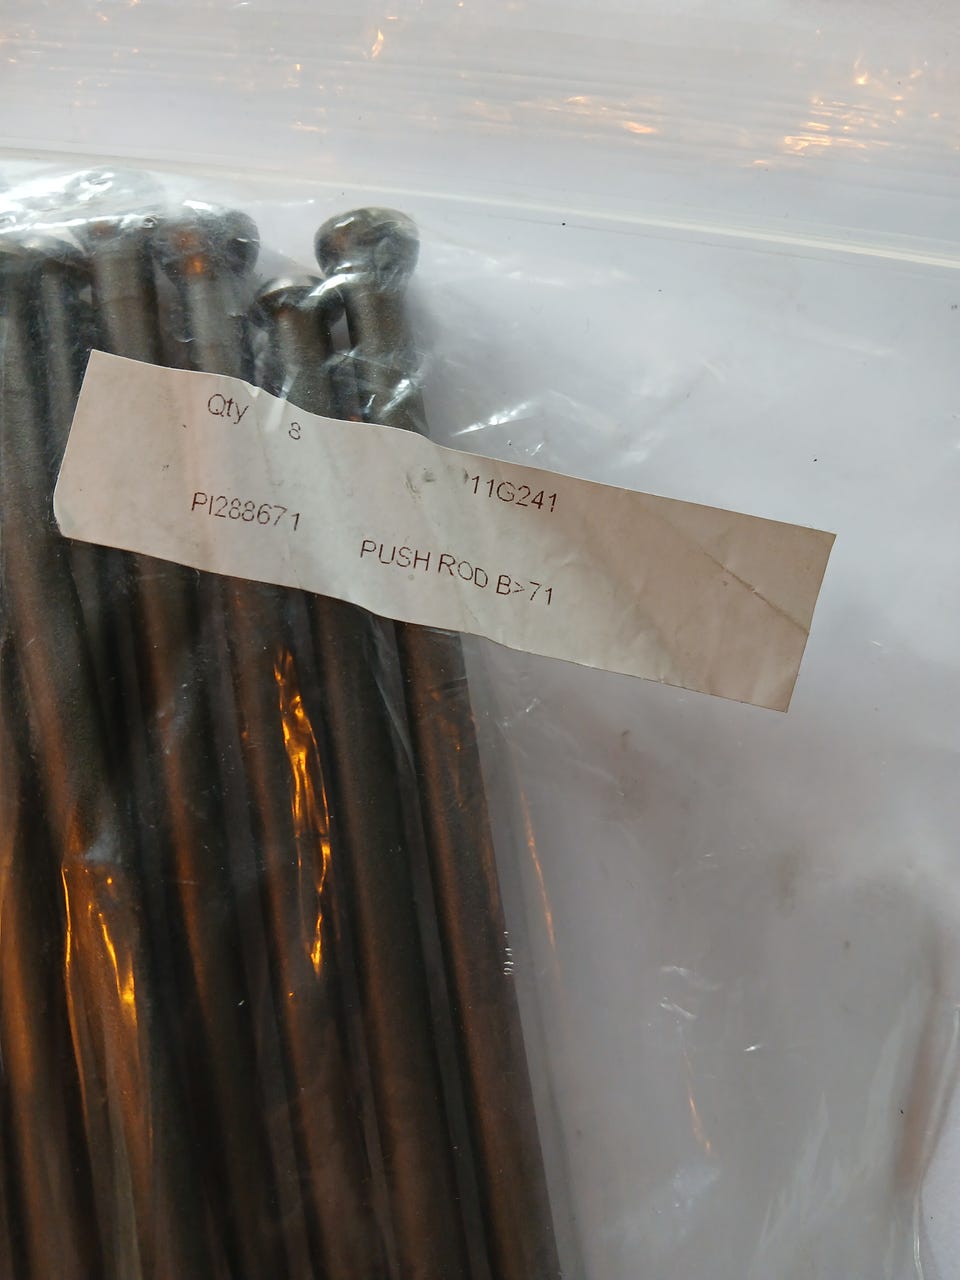 Qty 8
11G241
PI288671
PUSH ROD B>71